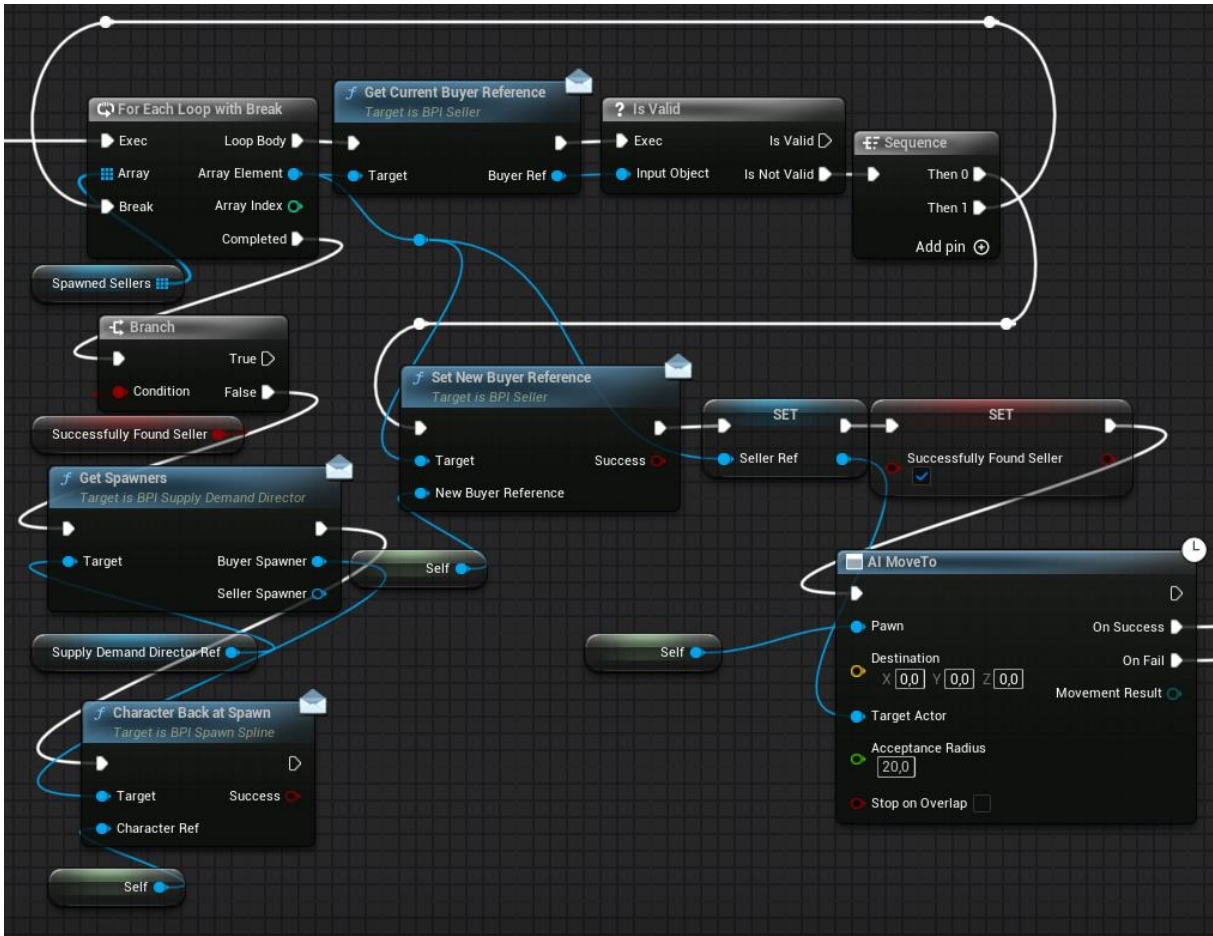 For Each Loop with Break
Exec
Loop Body
Array
Array Element
Break
Array Index
Completed
Get Current Buyer Reference
Target is BPI Seller
Target
Buyer Ref
? Is Valid
Exec
Is Valid
Input Object
Is Not Valid
Sequence
Then 0
Then 1
Add pin
Spawned Sellers
Branch
True
Condition
False
Successfully Found Seller
f Set New Buyer Reference
Target is BPI Seller
Target
Success
New Buyer Reference
Self
SET
Seller Ref
SET
Successfully Found Seller
f Get Spawners
Target is BPI Supply Demand Director
Target
Buyer Spawner
Seller Spawner
Supply Demand Director Ref
f Character Back at Spawn
Target is BPI Spawn Spline
Target
Success
Character Ref
Self
AI MoveTo
Pawn
On Success
Destination
X 0,0 Y 0,0 Z 0,0
On Fail
Movement Result
Target Actor
Acceptance Radius
20,0
Stop on Overlap
Self